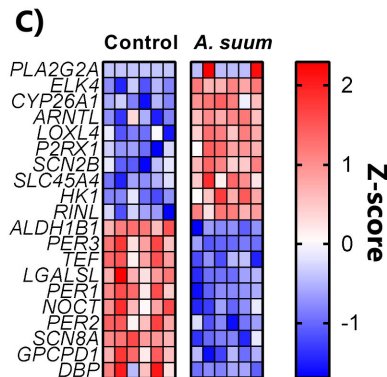 C)
Control A. suum
PLA2G2A
ELK4
CYP26A1
ARNTL
LOXL4
P2RX1
SCN2B
SLC45A4
HK1
RINL
ALDH1B1
PER3
TEF
LGALSL
PER1
NOCT
PER2
SCN8A
GPCPD1
DBP
2
1
0
-1
Z-score